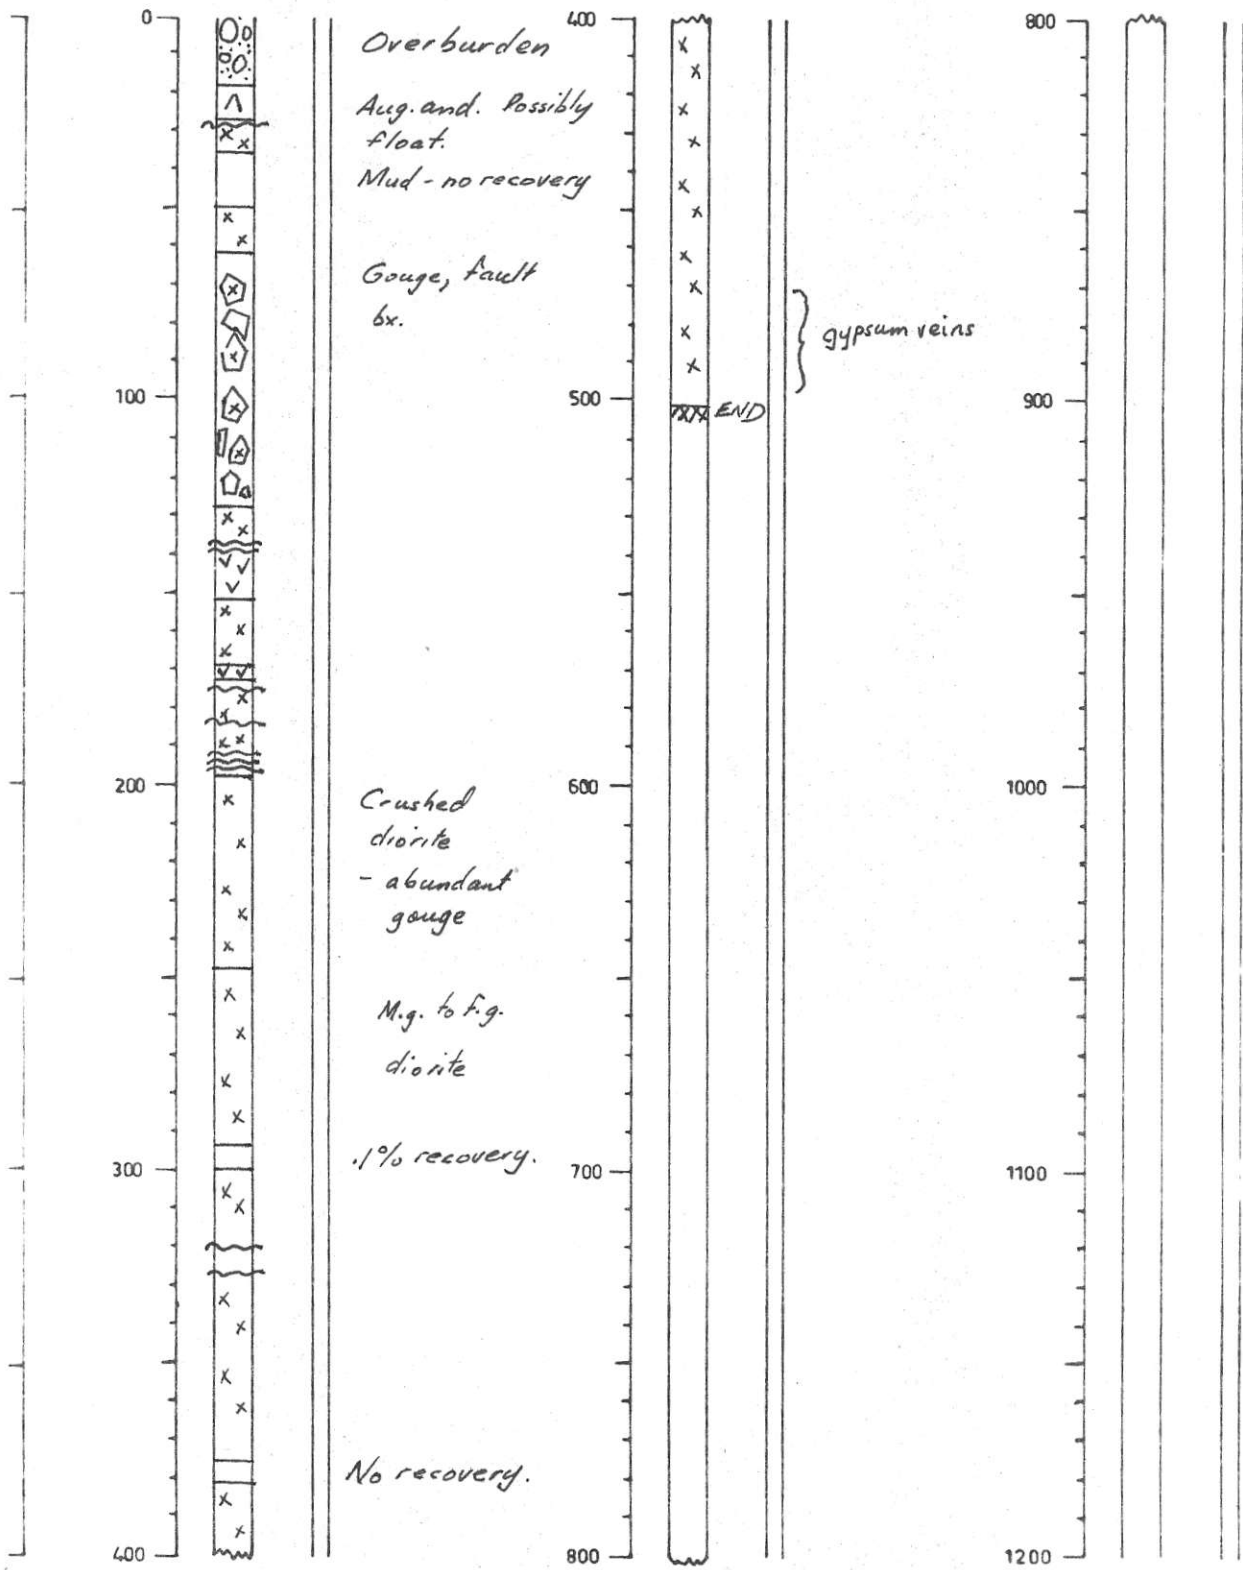 0
Overburden
Aug. and. Possibly
float.
Mud - no recovery
Gouge, fault
bx.
100
200
Crushed
diorite
- abundant
gouge
M.g. to f.g.
diorite
300
.1% recovery.
No recovery.
400
400
gypsum veins
500
END
600
700
800
800
900
1000
1100
1200